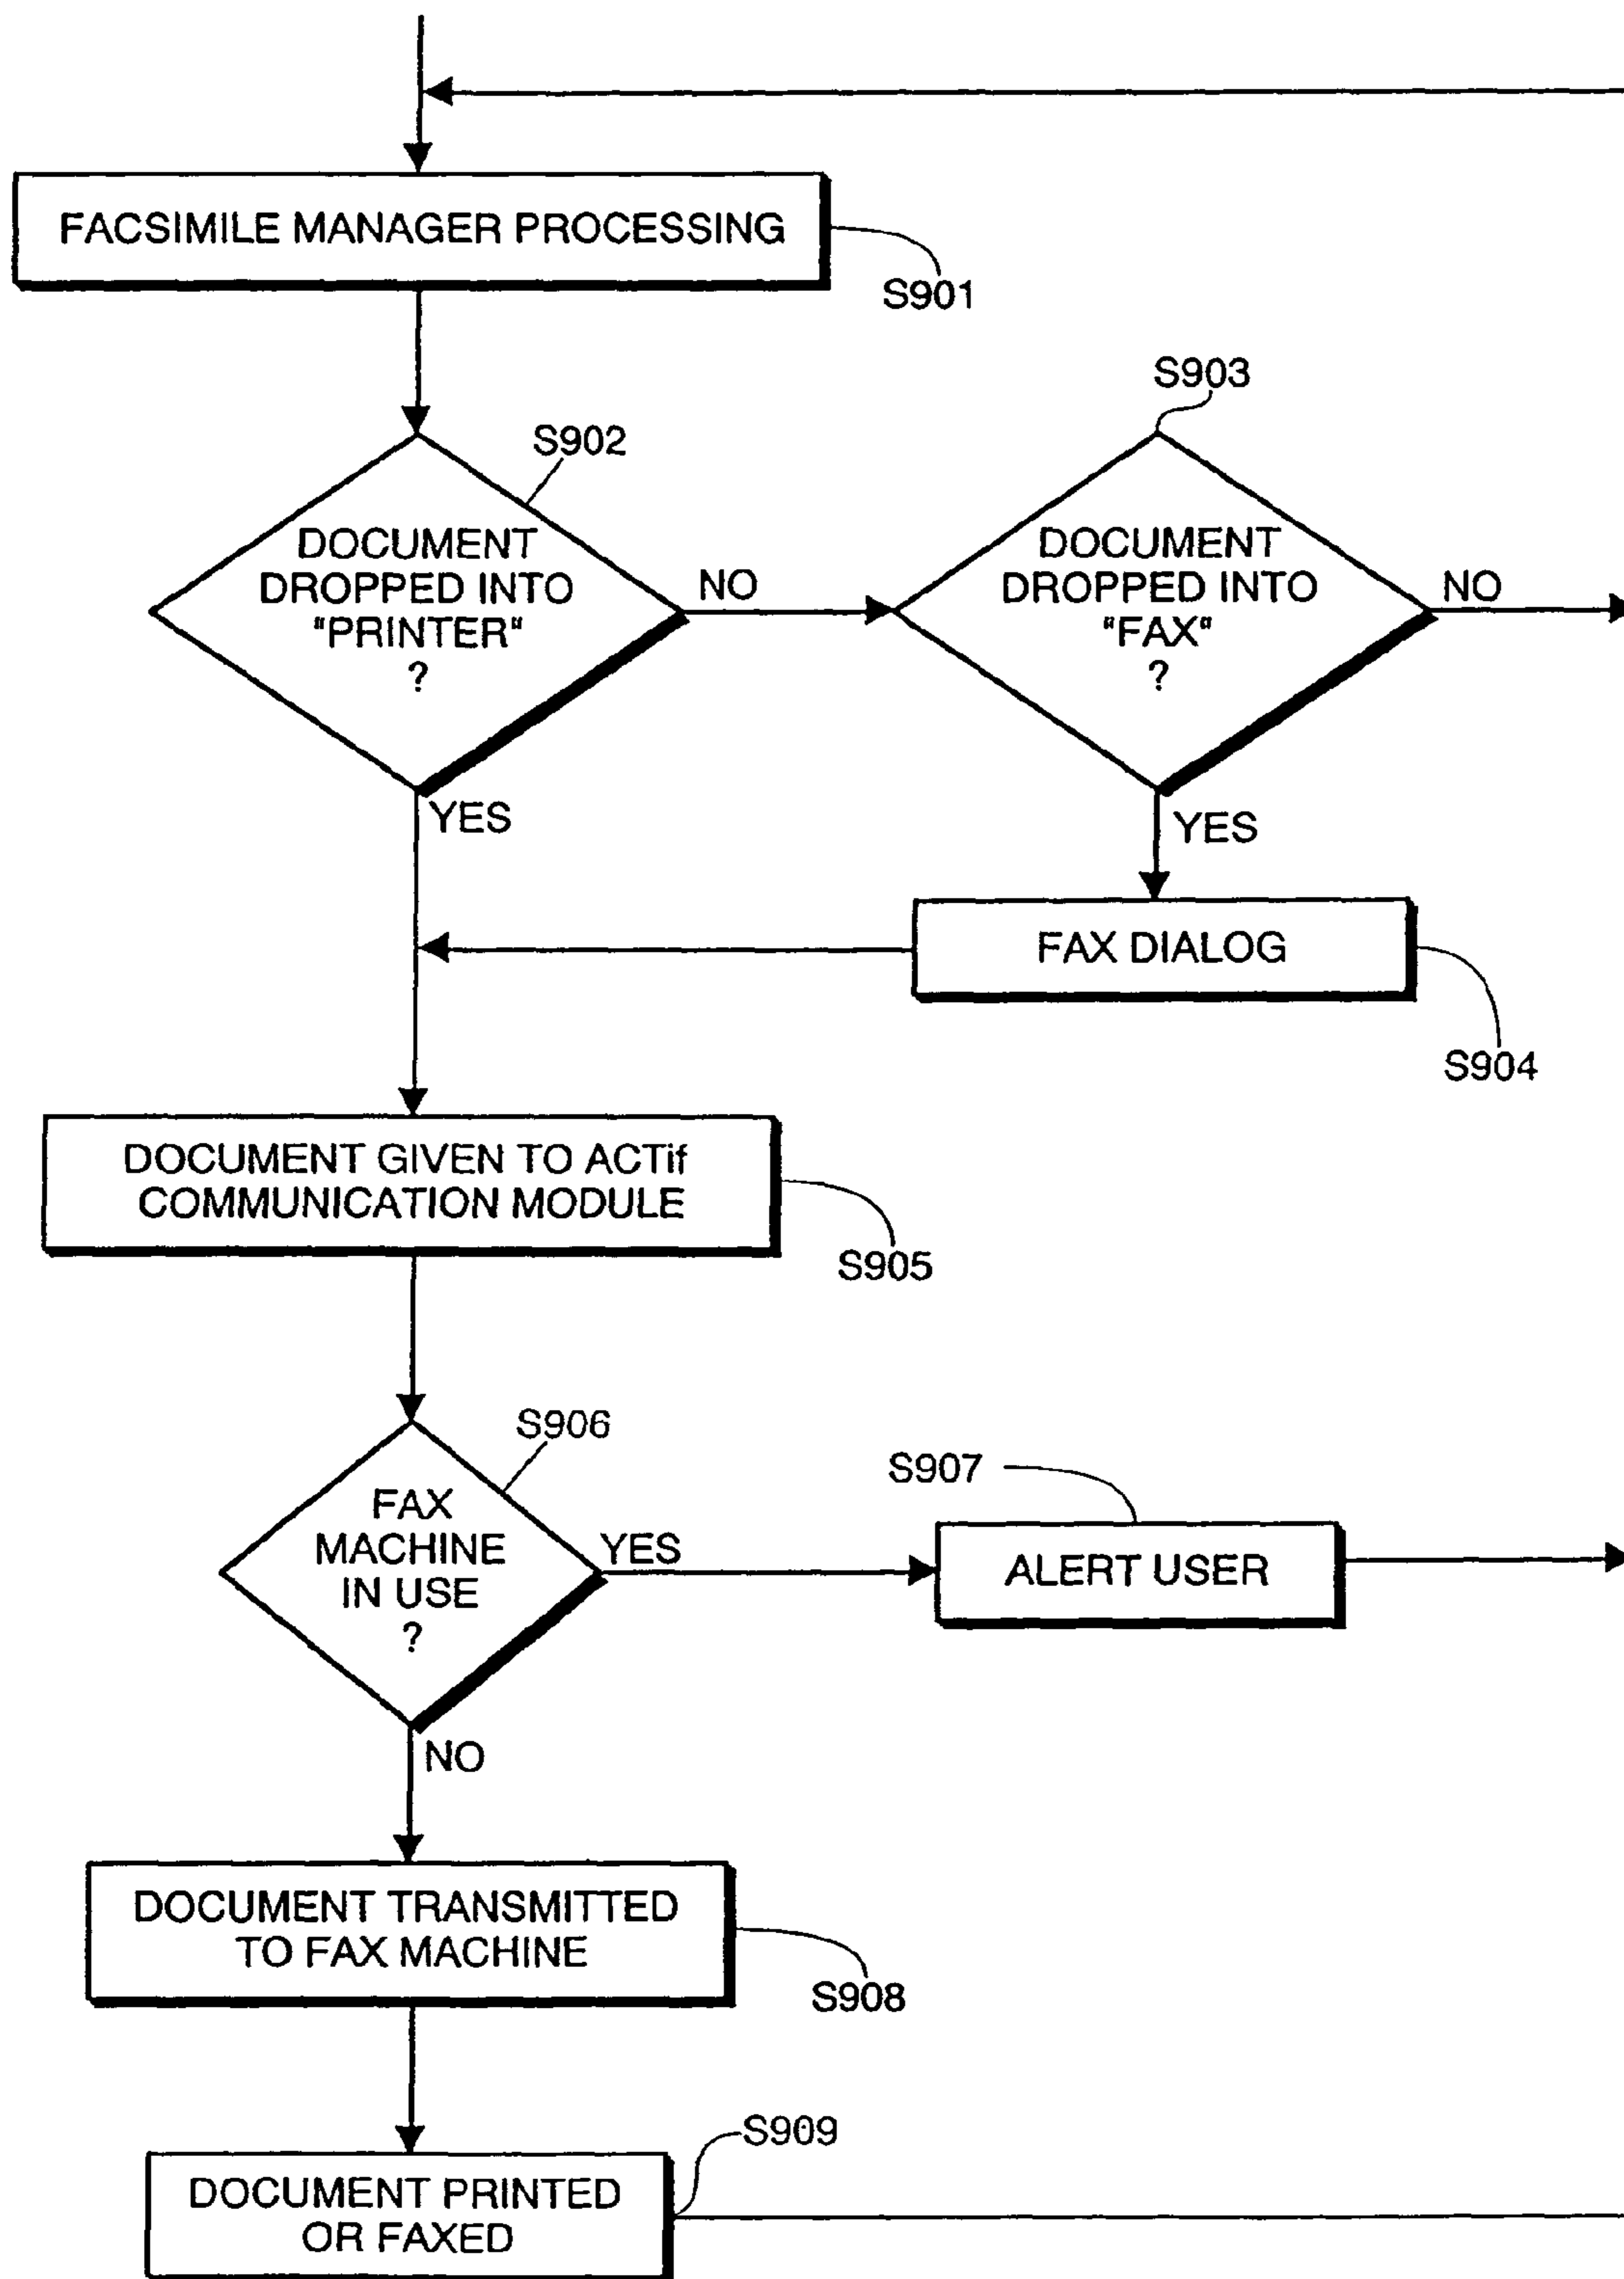 FACSIMILE MANAGER PROCESSING
S901
S902
DOCUMENT
DROPPED INTO
"PRINTER"
?
NO
YES
S903
DOCUMENT
DROPPED INTO
"FAX"
?
NO
YES
FAX DIALOG
S904
DOCUMENT GIVEN TO ACTif
COMMUNICATION MODULE
S905
S906
FAX
MACHINE
IN USE
?
YES
NO
S907
ALERT USER
DOCUMENT TRANSMITTED
TO FAX MACHINE
S908
S909
DOCUMENT PRINTED
OR FAXED